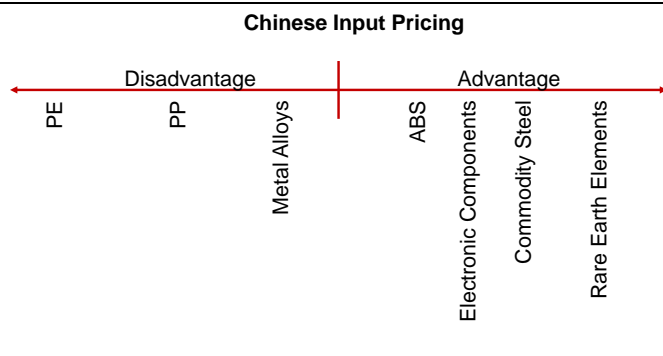 Chinese Input Pricing
Disadvantage
Advantage
PE
PP
Metal Alloys
ABS
Electronic Components
Commodity Steel
Rare Earth Elements